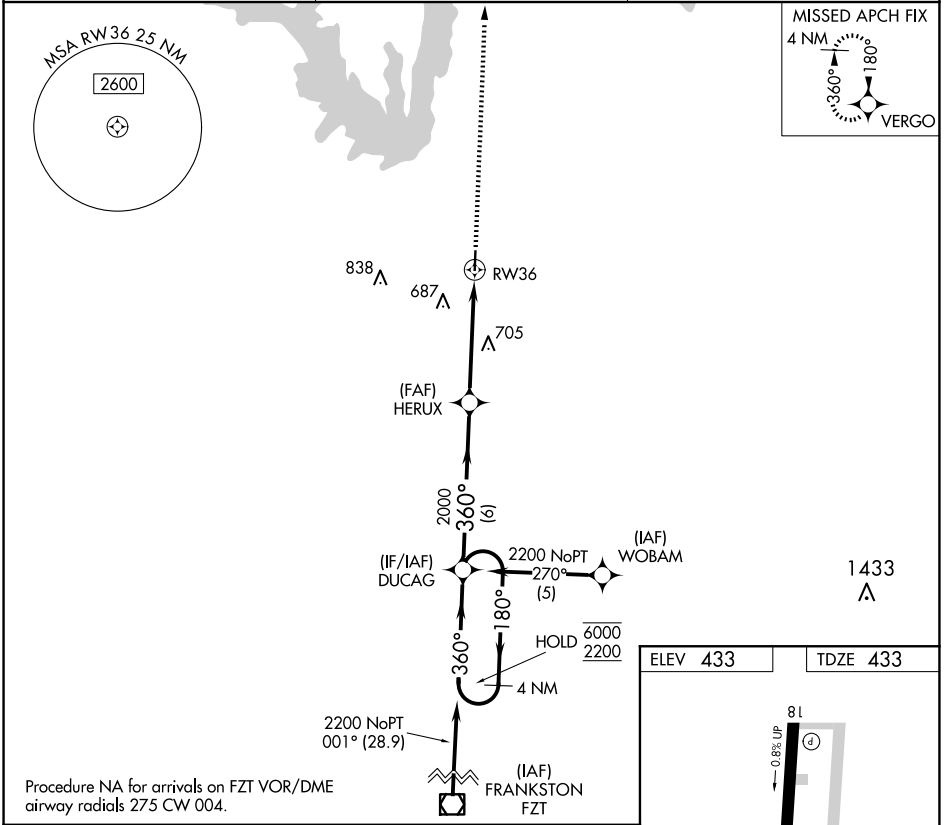 MSA RW36 25 NM
2600
MISSED APCH FIX
4 NM
360°
180°
VERGO
838
687
RW36
705
(FAF)
HERUX
2000
360°
(6)
(IF/IAF)
DUCAG
2200 NoPT
270°
(5)
(IAF)
WOBAM
1433
360°
180°
HOLD
6000
2200
4 NM
2200 NoPT
001° (28.9)
(IAF)
FRANKSTON
FZT
Procedure NA for arrivals on FZT VOR/DME
airway radials 275 CW 004.
ELEV 433
TDZE 433
18
P
0.8% UP